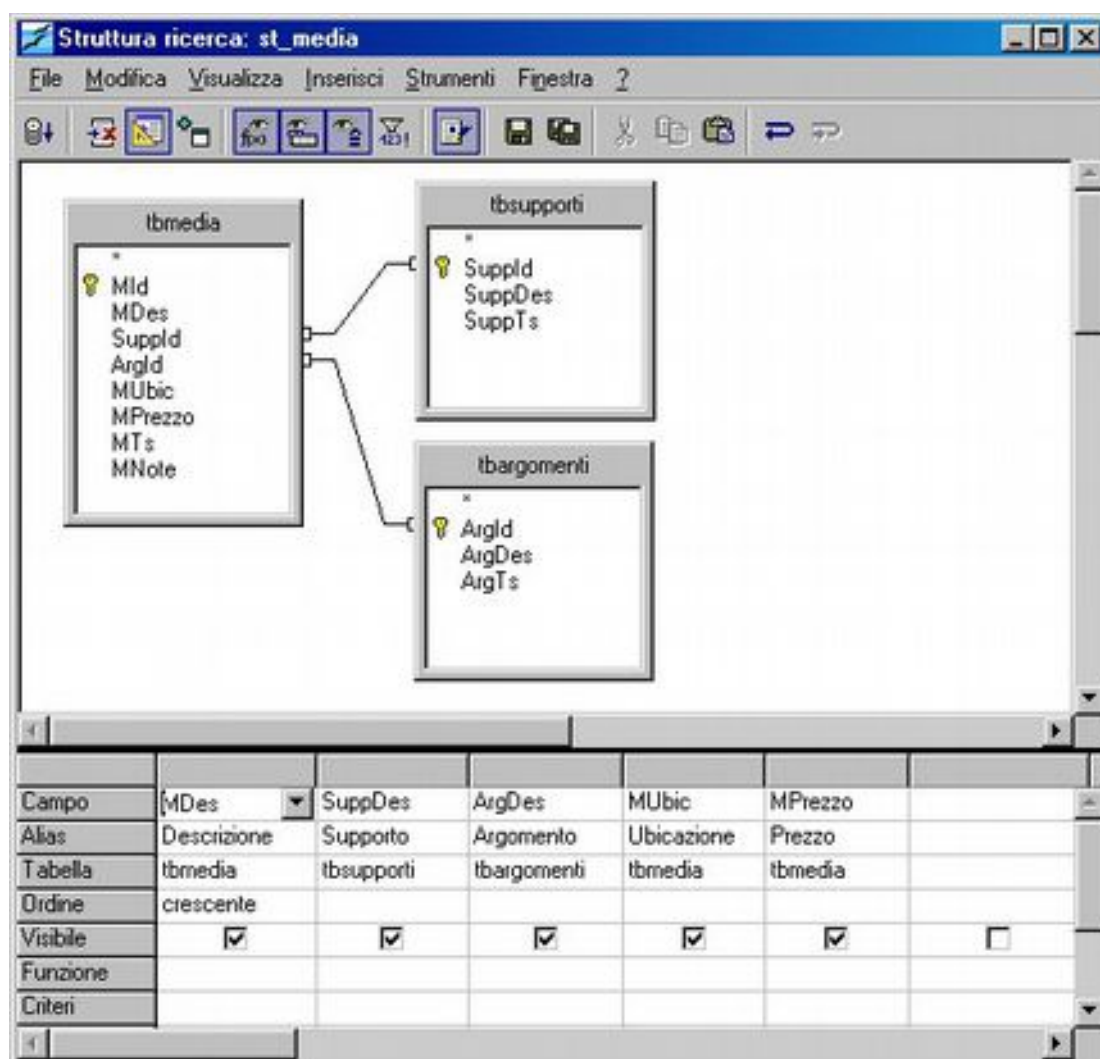 Struttura ricerca: st_media
File Modifica Visualizza Inserisci Strumenti Finestra ?
tbmedia
*
MId
MDes
SuppId
ArgId
MUbic
MPrezzo
MTs
MNote
tbsupporti
*
SuppId
SuppDes
SuppTs
tbargomenti
*
ArgId
ArgDes
ArgTs
Campo MDes SuppDes ArgDes MUbic MPrezzo
Alias Descrizione Supporto Argomento Ubicazione Prezzo
Tabella tbmedia tbsupporti tbargomenti tbmedia tbmedia
Ordine crescente
Visibile
Funzione
Criteri